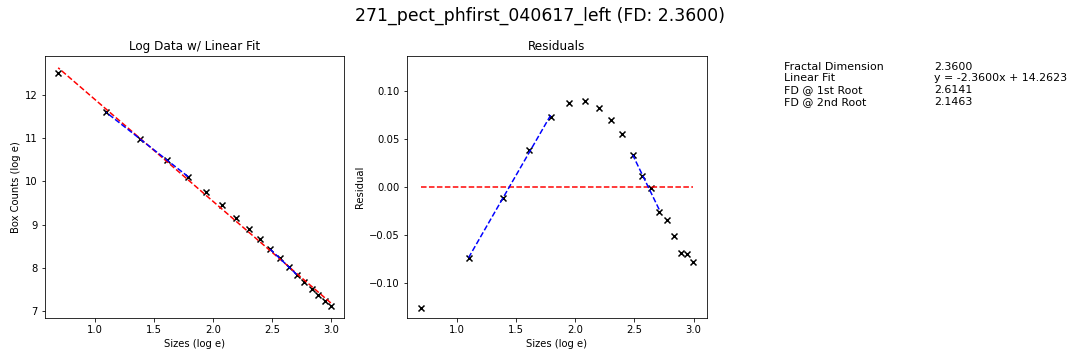 271_pect_phfirst_040617_left (FD: 2.3600)
Log Data w/ Linear Fit
Box Counts (log e)
12
11
10
9
8
7
1.0 1.5 2.0 2.5 3.0
Sizes (log e)
Residuals
Residual
0.10
0.05
0.00
−0.05
−0.10
1.0 1.5 2.0 2.5 3.0
Sizes (log e)
Fractal Dimension 2.3600
Linear Fit y = -2.3600x + 14.2623
FD @ 1st Root 2.6141
FD @ 2nd Root 2.1463